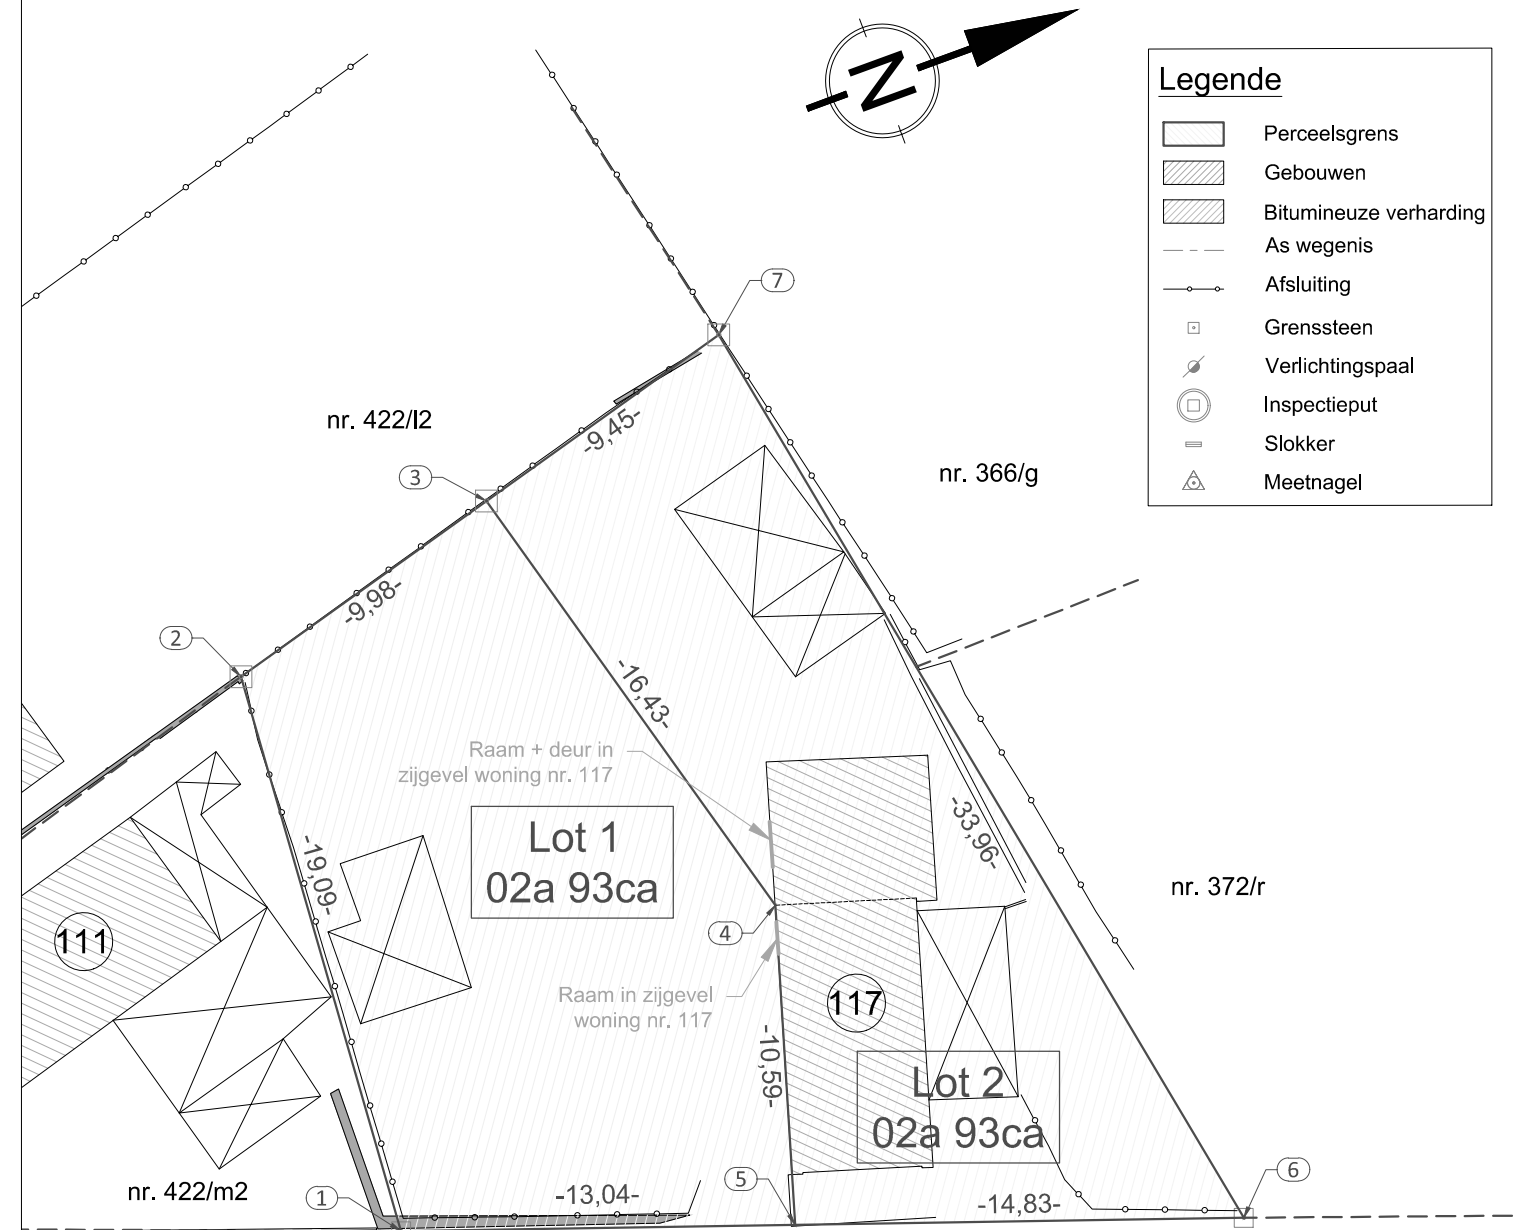 N
Legende
Perceelsgrens
Gebouwen
Bitumineuze verharding
As wegenis
Afsluiting
Grenssteen
Verlichtingspaal
Inspectieput
Slokker
Meetnagel
7
nr. 422/l2
-9,45-
3
nr. 366/g
-9,98-
2
-16,43-
Raam + deur in
zijgevel woning nr. 117
Lot 1
02a 93ca
-19,09-
-33,96-
nr. 372/r
111
4
Raam in zijgevel
woning nr. 117
117
-10,59-
Lot 2
02a 93ca
nr. 422/m2
1
-13,04-
5
-14,83-
6